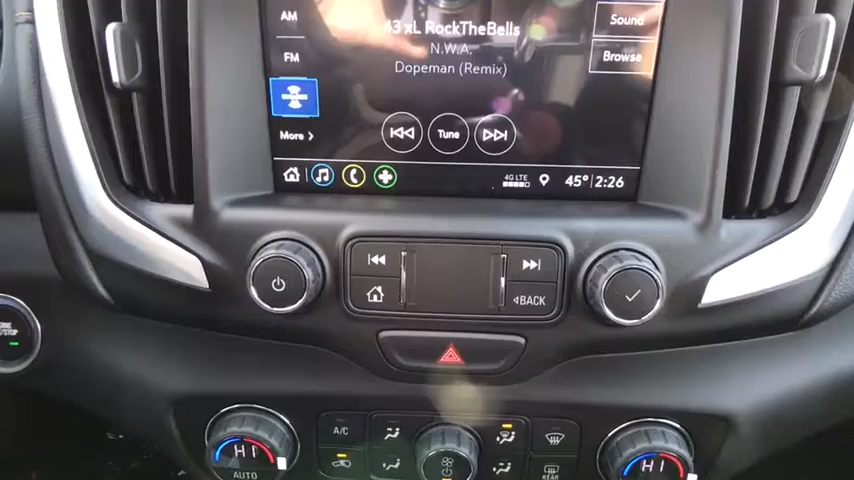 AM
43 xL RockTheBells
Sound
N.W.A.
FM
Dopeman (Remix)
Browse
More >
Tune
4G LTE
45° 2:26
BACK
ENGINE
HI
AUTO
A/C
REAR
HI